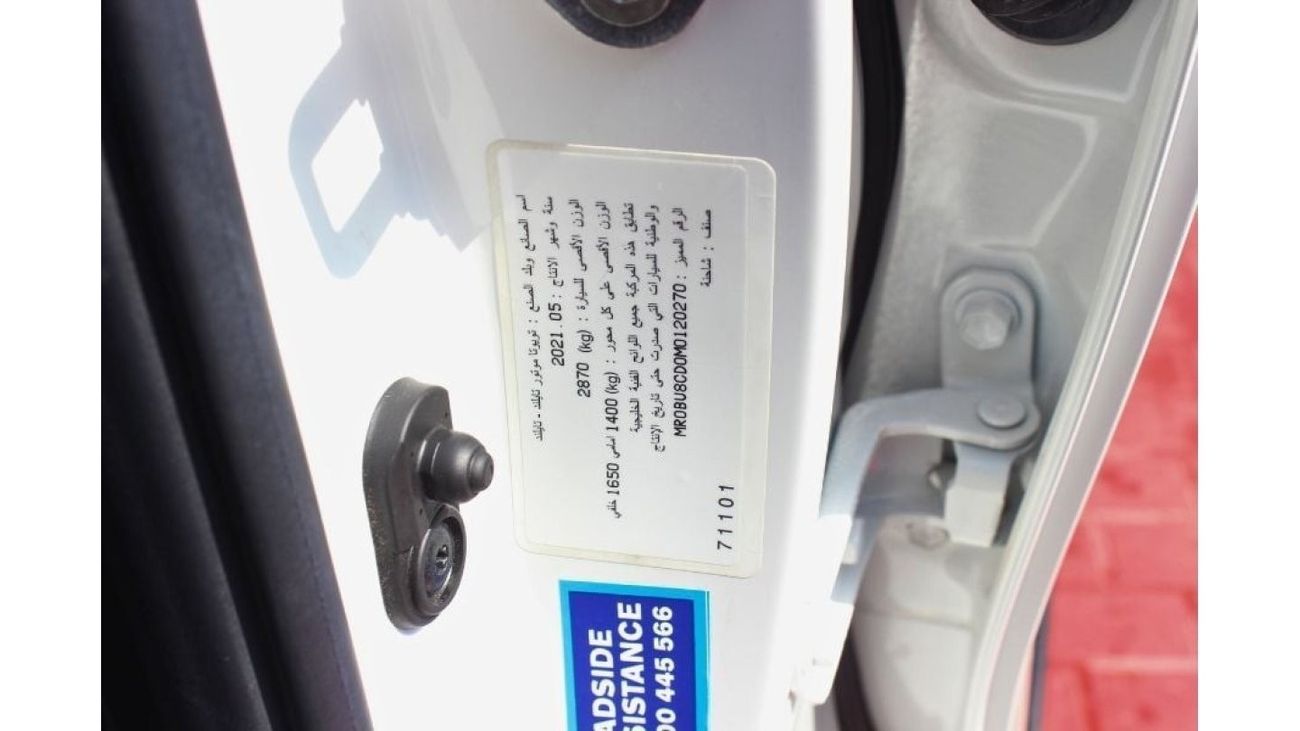 اسم الصانع وبلد الصنع : تويوتا موتور تايلند - تايلند
سنة وشهر الانتاج : 2021.05
الوزن الأقصى للسيارة : (kg) 2870
الوزن الأقصى على كل محور : (kg) 1400 امامي 1650 خلفي
تطابق هذه المركبة جميع اللوائح الفنية الخليجية
والوطنية للسيارات التي صدرت حتى تاريخ الإنتاج
الرقم المميز : MR0BU8CD0M0120270
صنف : شاحنة
71101
ADSIDE
SISTANCE
00 445 566